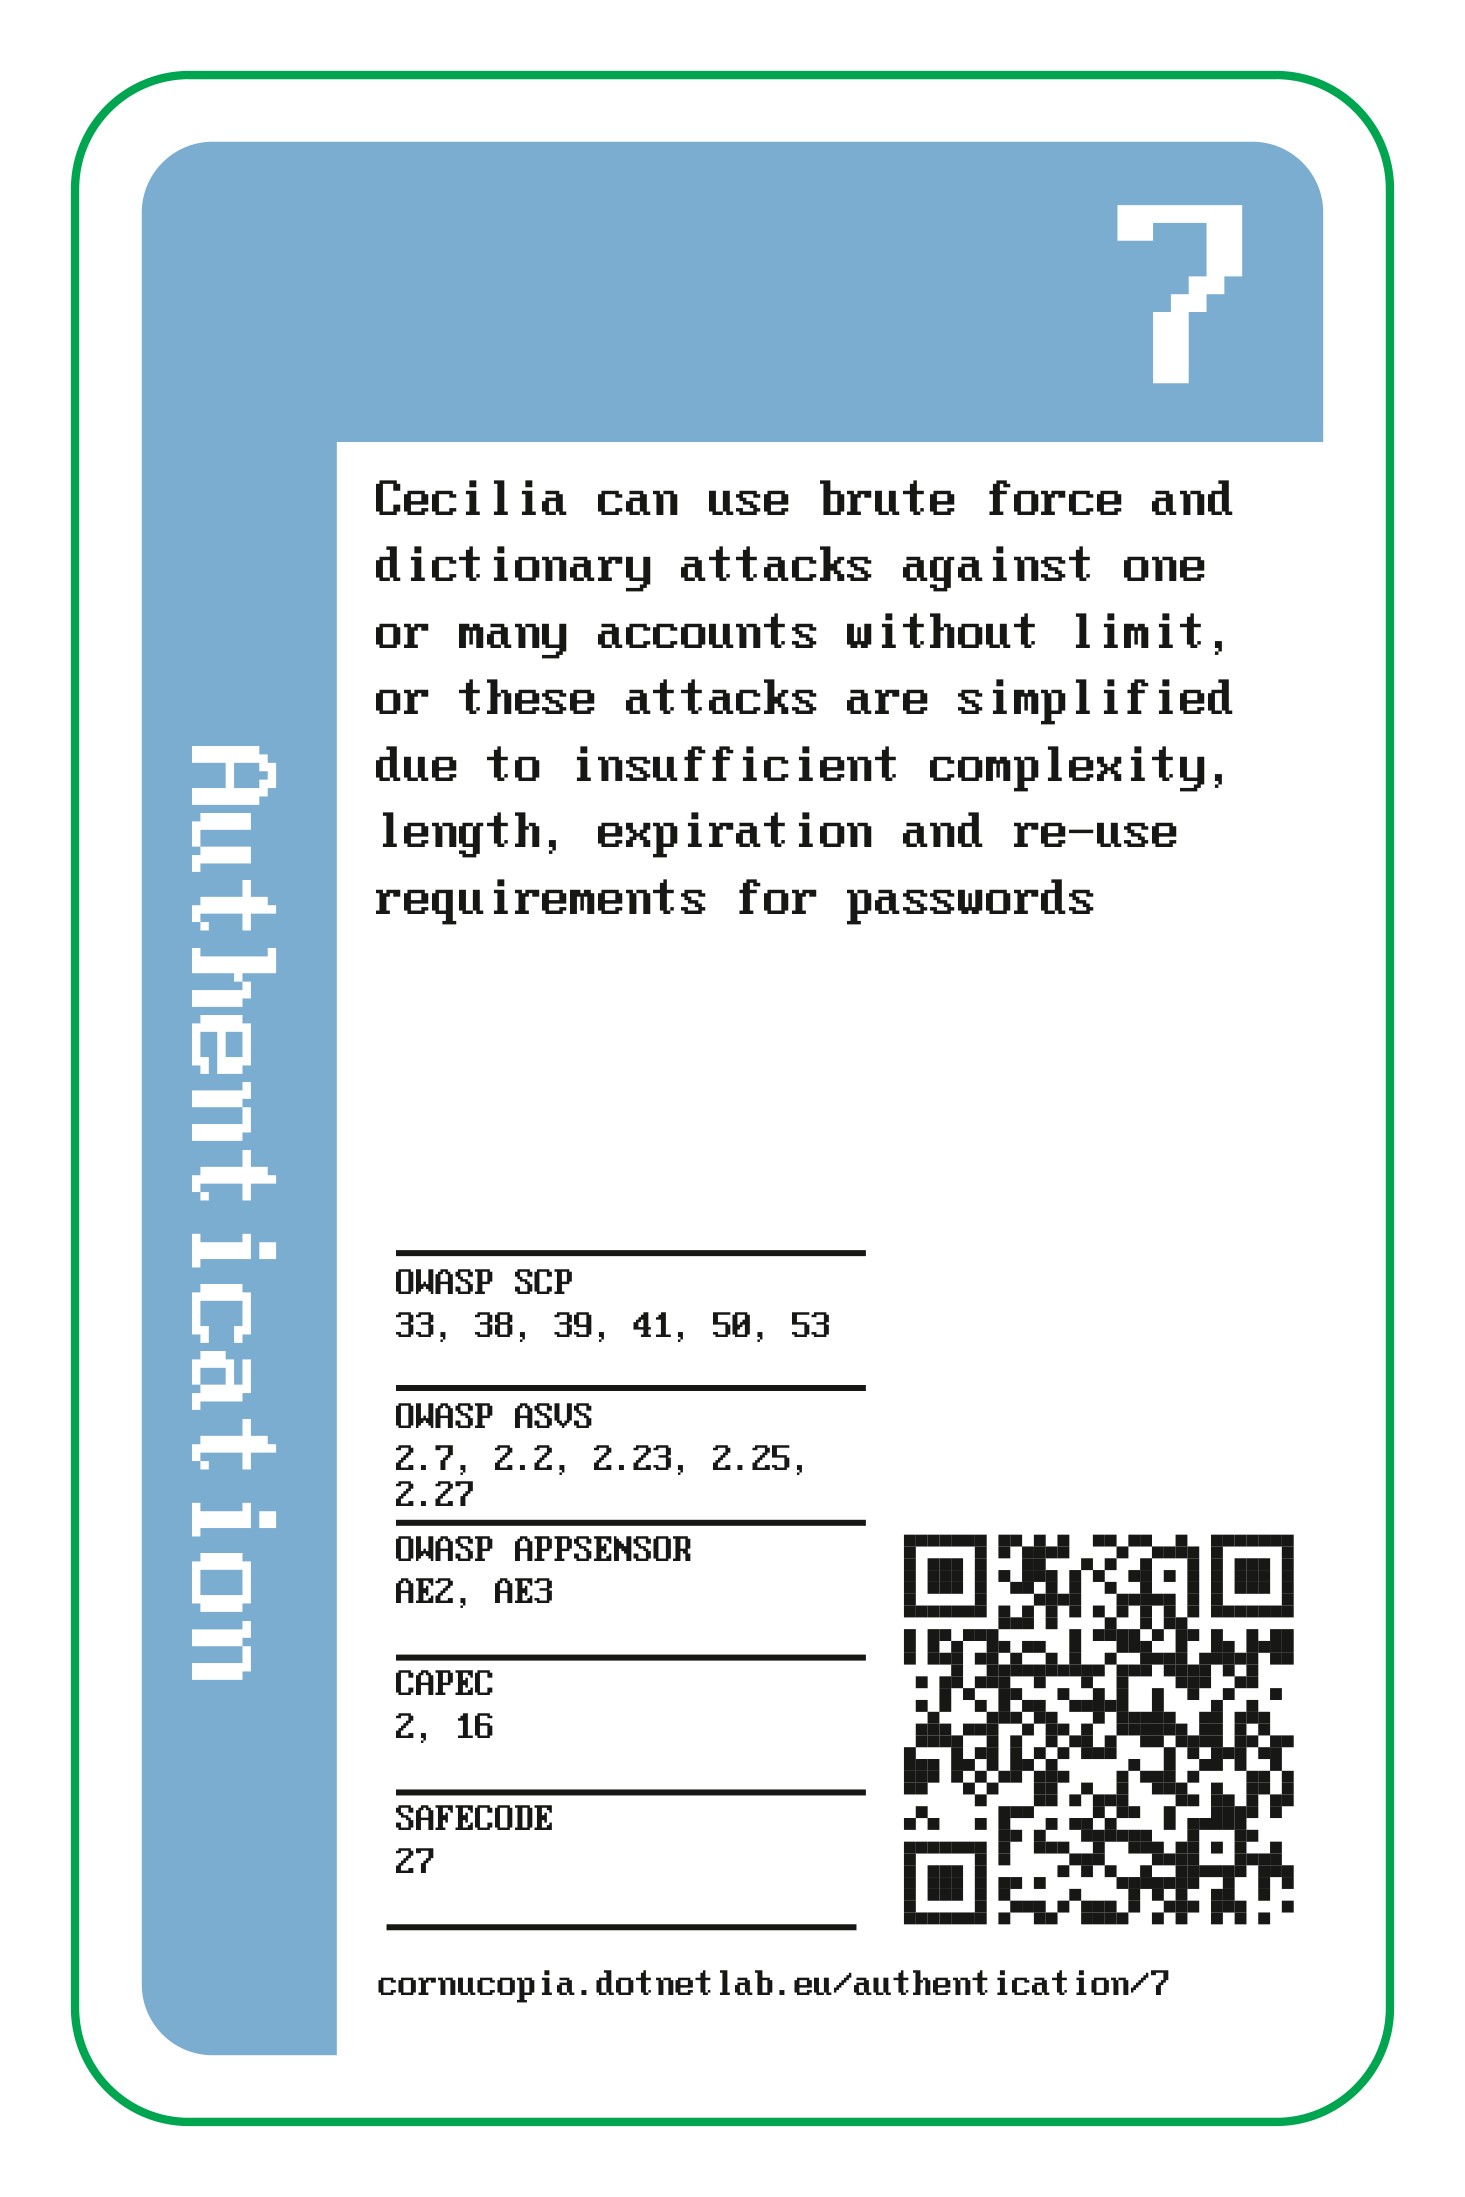 7
Authentication
Cecilia can use brute force and
dictionary attacks against one
or many accounts without limit,
or these attacks are simplified
due to insufficient complexity,
length, expiration and re-use
requirements for passwords
OWASP SCP
33, 38, 39, 41, 50, 53
OWASP ASVS
2.7, 2.2, 2.23, 2.25,
2.27
OWASP APPSENSOR
AE2, AE3
CAPEC
2, 16
SAFECODE
27
cornucopia.dotnetlab.eu/authentication/7